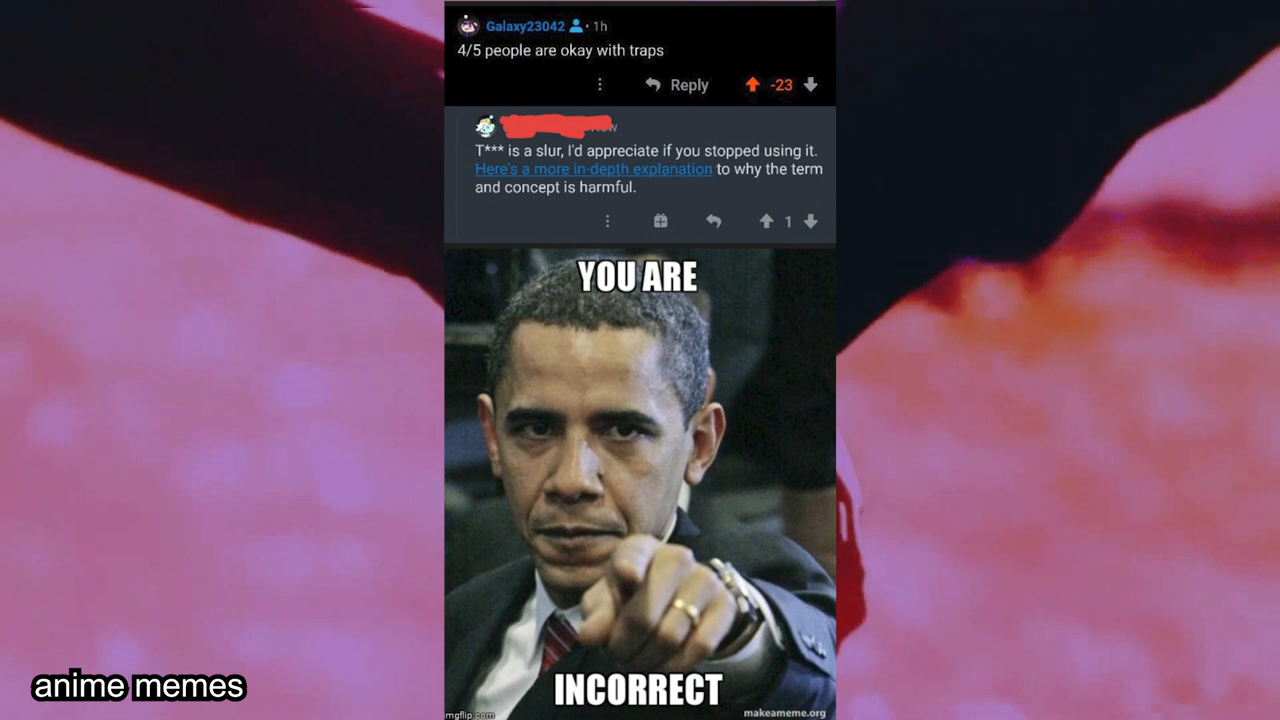 Galaxy23042 · 1h
4/5 people are okay with traps
Reply -23
T*** is a slur, I'd appreciate if you stopped using it.
Here's a more in-depth explanation to why the term
and concept is harmful.
1
YOU ARE
INCORRECT
anime memes
imgflip.com
makeameme.org